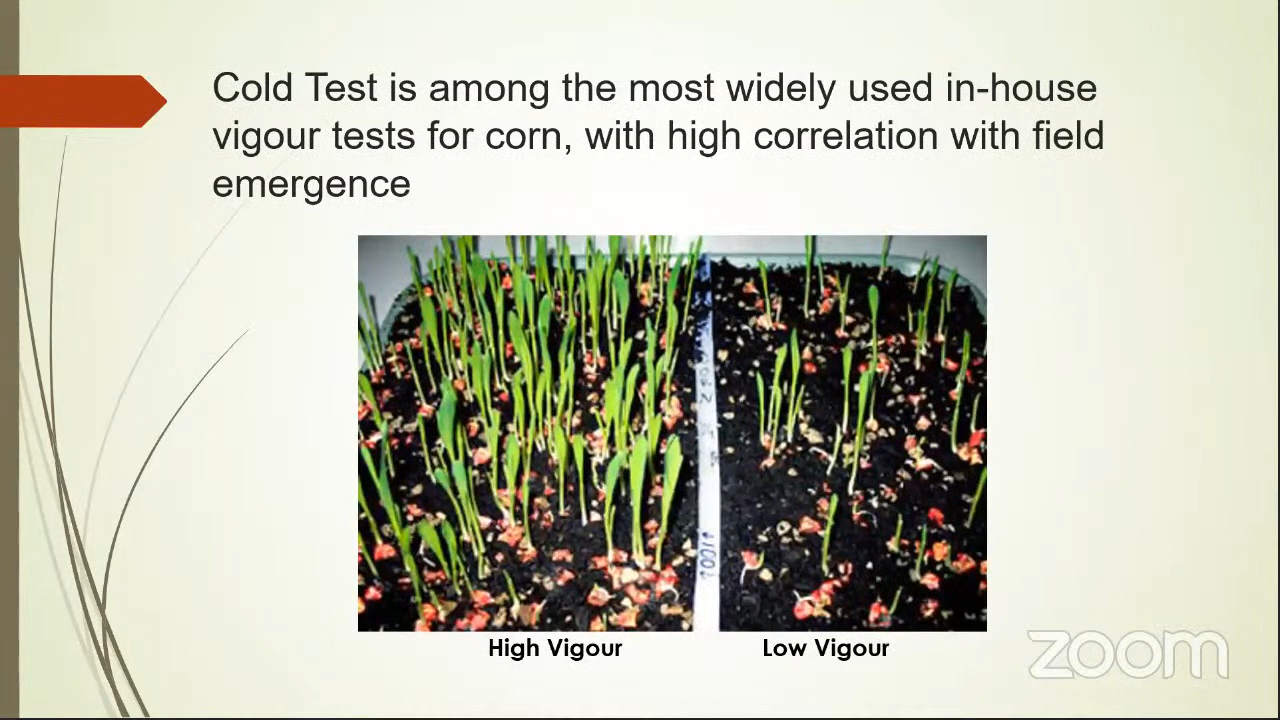 Cold Test is among the most widely used in-house
vigour tests for corn, with high correlation with field
emergence
High Vigour
Low Vigour
zoom